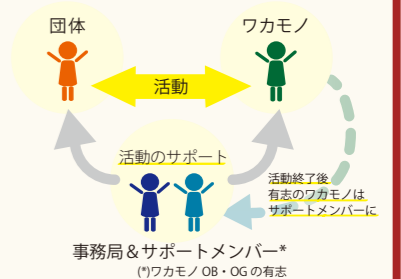 団体
ワカモノ
活動
活動のサポート
活動終了後
有志のワカモノは
サポートメンバーに
事務局＆サポートメンバー*
(*)ワカモノ OB・OG の有志